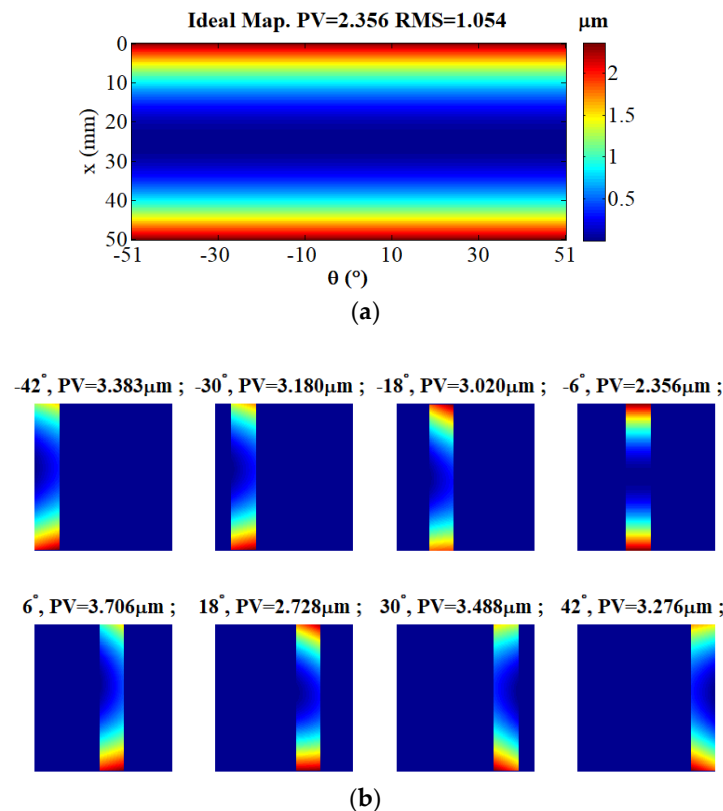 Ideal Map. PV=2.356 RMS=1.054 μm
0
10
20
30
40
50
x (mm)
-51 -30 -10 10 30 51
θ (°)
2
1
0.5
(a)
-42°, PV=3.383μm ; -30°, PV=3.180μm ; -18°, PV=3.020μm ; -6°, PV=2.356μm ;
6°, PV=3.706μm ; 18°, PV=2.728μm ; 30°, PV=3.488μm ; 42°, PV=3.276μm ;
(b)